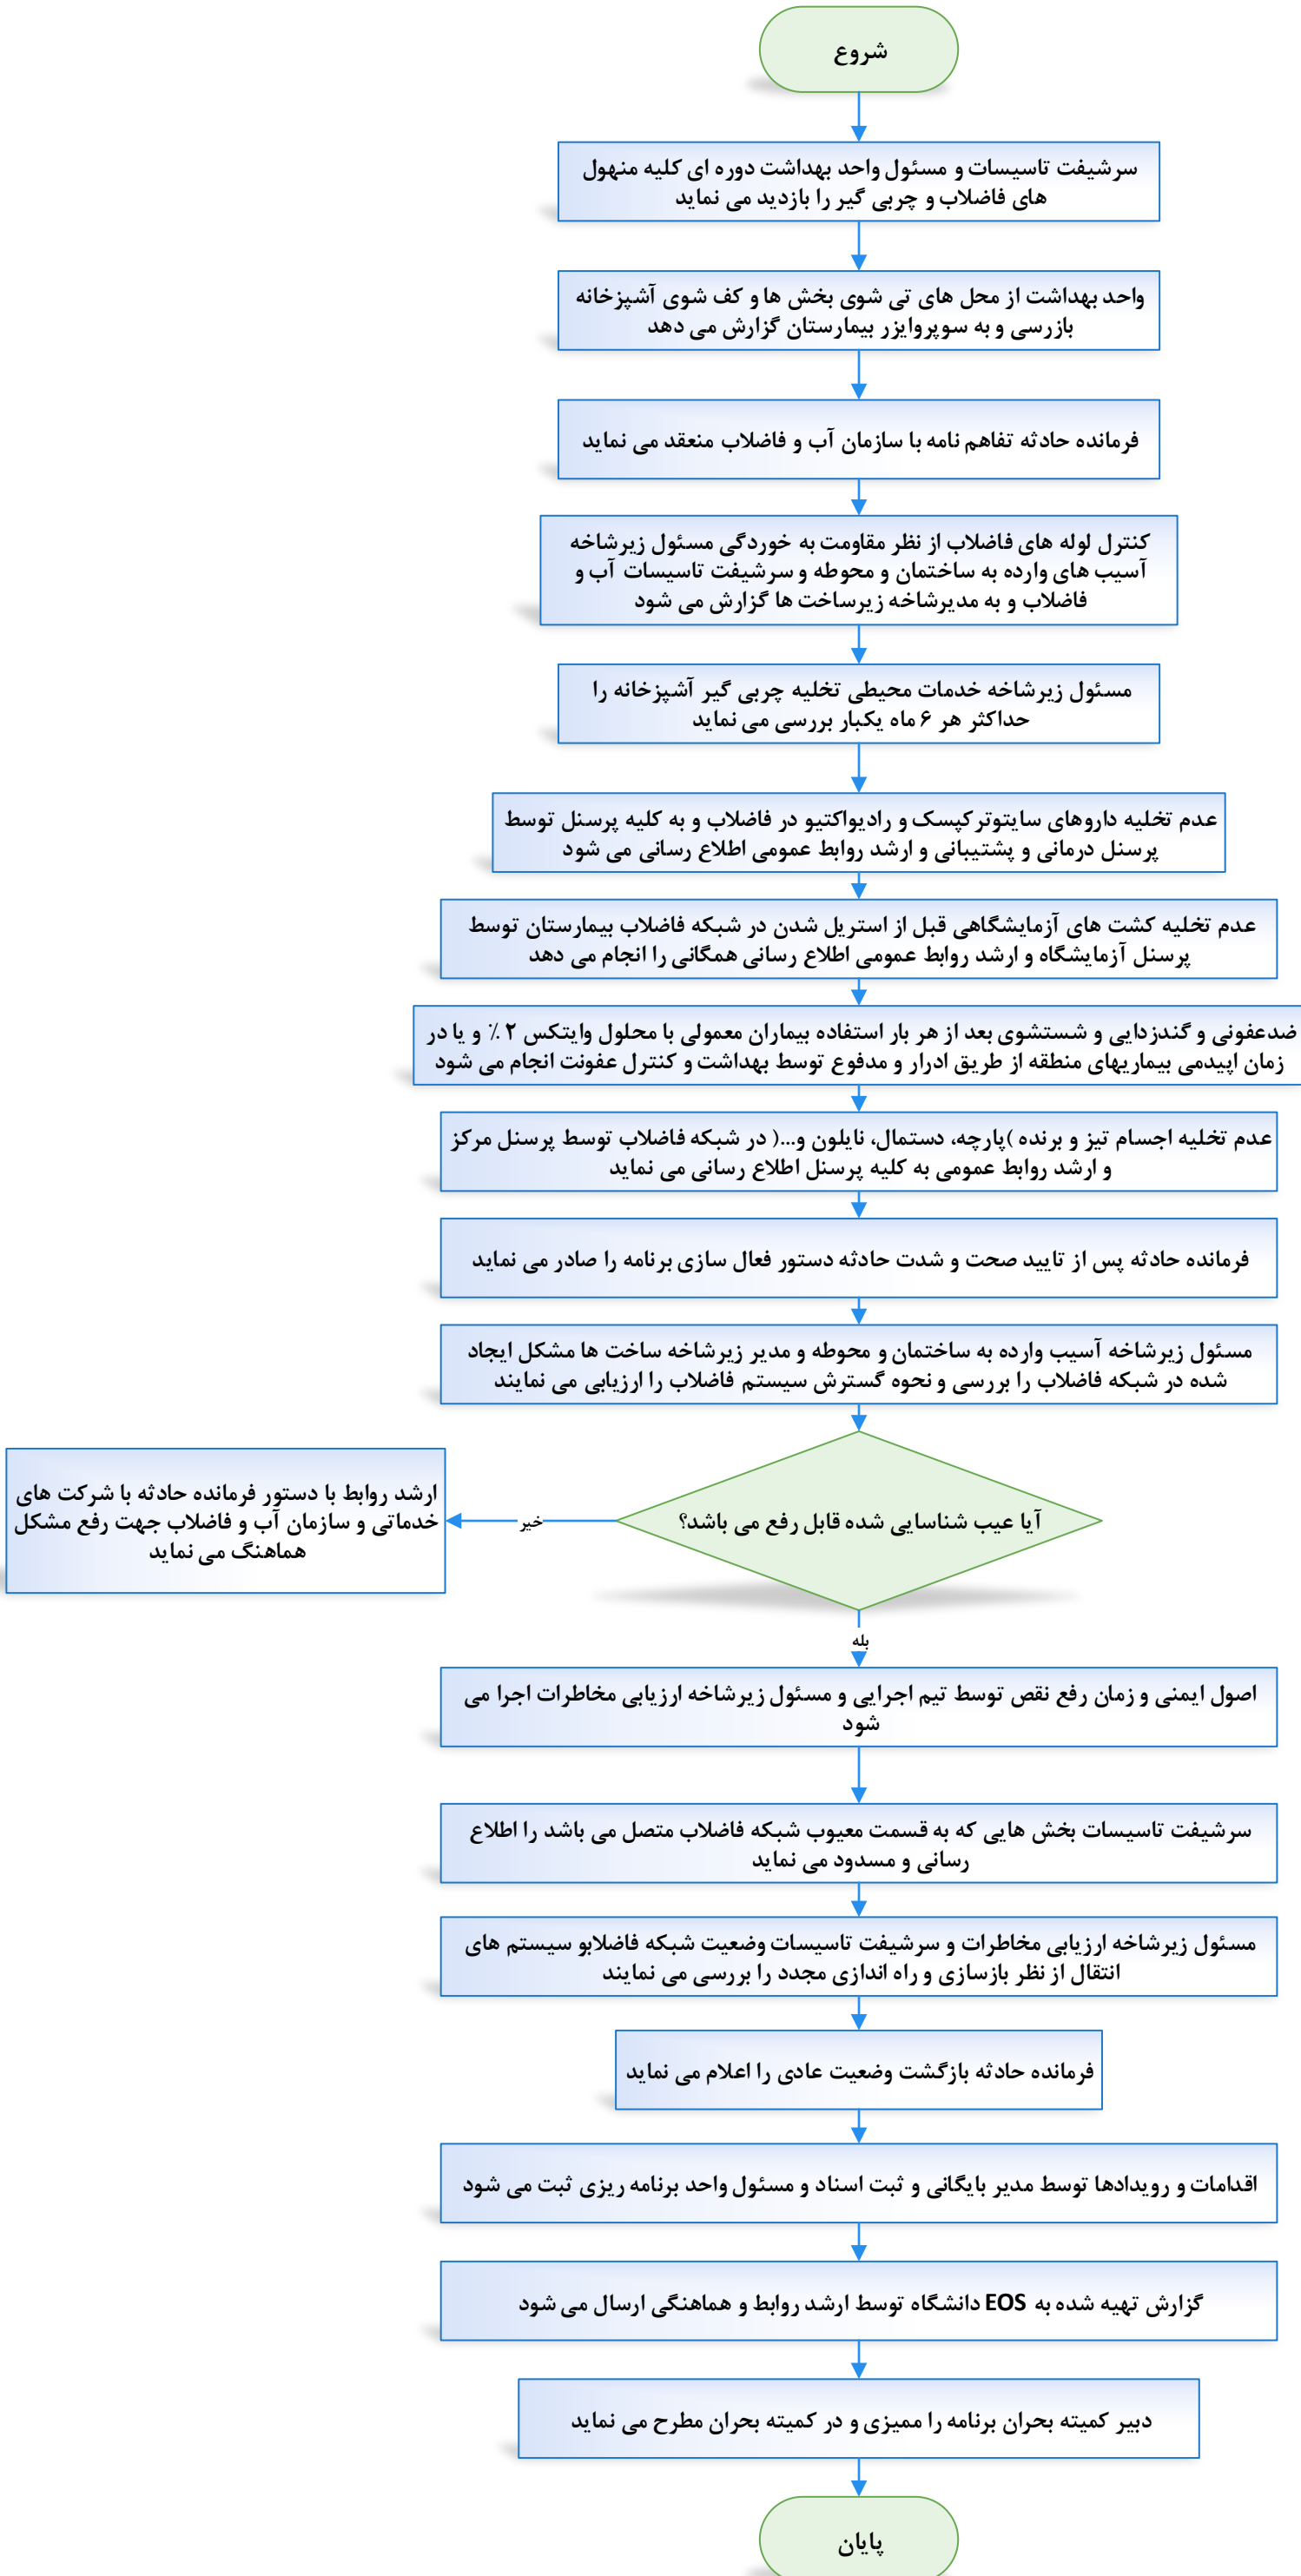 شروع
سرشیفت تاسیسات و مسئول واحد بهداشت دوره ای کلیه منهول
های فاضلاب و چربی گیر را بازدید می نماید
واحد بهداشت از محل های تی شوی بخش ها و کف شوی آشپزخانه
بازرسی و به سوپروایزر بیمارستان گزارش می دهد
فرمانده حادثه تفاهم نامه با سازمان آب و فاضلاب منعقد می نماید
کنترل لوله های فاضلاب از نظر مقاومت به خوردگی مسئول زیرشاخه
آسیب های وارده به ساختمان و محوطه و سرشیفت تاسیسات آب و
فاضلاب و به مدیرشاخه زیرساخت ها گزارش می شود
مسئول زیرشاخه خدمات محیطی تخلیه چربی گیر آشپزخانه را
حداکثر هر ۶ ماه یکبار بررسی می نماید
عدم تخلیه داروهای سایتوترکپسک و رادیواکتیو در فاضلاب و به کلیه پرسنل توسط
پرسنل درمانی و پشتیبانی و ارشد روابط عمومی اطلاع رسانی می شود
عدم تخلیه کشت های آزمایشگاهی قبل از استریل شدن در شبکه فاضلاب بیمارستان توسط
پرسنل آزمایشگاه و ارشد روابط عمومی اطلاع رسانی همگانی را انجام می دهد
ضدعفونی و گندزدایی و شستشوی بعد از هر بار استفاده بیماران معمولی با محلول وایتکس ۲ ٪ و یا در
زمان اپیدمی بیماریهای منطقه از طریق ادرار و مدفوع توسط بهداشت و کنترل عفونت انجام می شود
عدم تخلیه اجسام تیز و برنده )پارچه، دستمال، نایلون و...( در شبکه فاضلاب توسط پرسنل مرکز
و ارشد روابط عمومی به کلیه پرسنل اطلاع رسانی می نماید
فرمانده حادثه پس از تایید صحت و شدت حادثه دستور فعال سازی برنامه را صادر می نماید
مسئول زیرشاخه آسیب وارده به ساختمان و محوطه و مدیر زیرشاخه ساخت ها مشکل ایجاد
شده در شبکه فاضلاب را بررسی و نحوه گسترش سیستم فاضلاب را ارزیابی می نمایند
آیا عیب شناسایی شده قابل رفع می باشد؟
خیر
ارشد روابط با دستور فرمانده حادثه با شرکت های
خدماتی و سازمان آب و فاضلاب جهت رفع مشکل
هماهنگ می نماید
بله
اصول ایمنی و زمان رفع نقص توسط تیم اجرایی و مسئول زیرشاخه ارزیابی مخاطرات اجرا می
شود
سرشیفت تاسیسات بخش هایی که به قسمت معیوب شبکه فاضلاب متصل می باشد را اطلاع
رسانی و مسدود می نماید
مسئول زیرشاخه ارزیابی مخاطرات و سرشیفت تاسیسات وضعیت شبکه فاضلابو سیستم های
انتقال از نظر بازسازی و راه اندازی مجدد را بررسی می نمایند
فرمانده حادثه بازگشت وضعیت عادی را اعلام می نماید
اقدامات و رویدادها توسط مدیر بایگانی و ثبت اسناد و مسئول واحد برنامه ریزی ثبت می شود
گزارش تهیه شده به EOS دانشگاه توسط ارشد روابط و هماهنگی ارسال می شود
دبیر کمیته بحران برنامه را ممیزی و در کمیته بحران مطرح می نماید
پایان